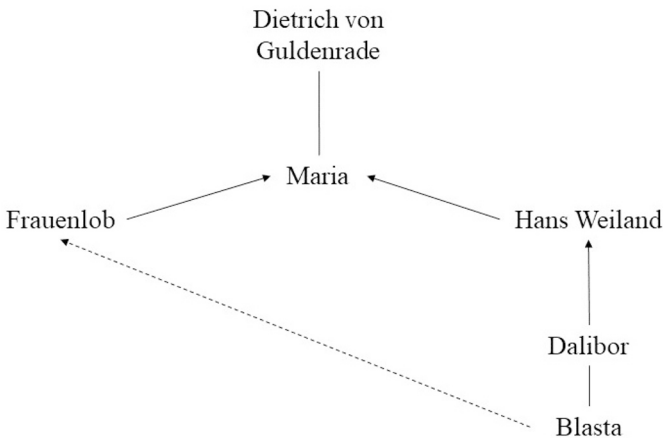 Dietrich von
Guldenrade
Maria
Frauenlob
Hans Weiland
Dalibor
Blasta